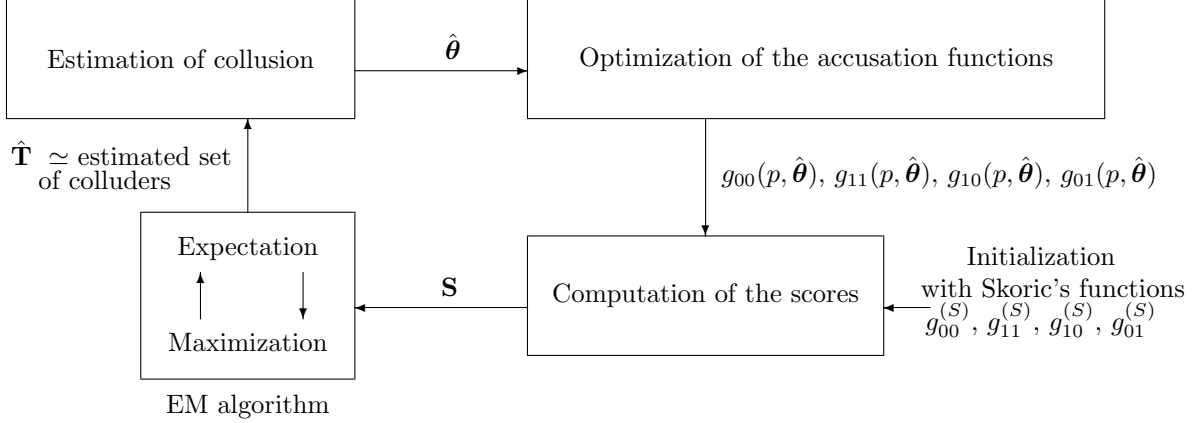 Estimation of collusion
θ̂
Optimization of the accusation functions
T̂ ≃ estimated set
of colluders
g₀₀(p, θ̂), g₁₁(p, θ̂), g₁₀(p, θ̂), g₀₁(p, θ̂)
Expectation
Maximization
EM algorithm
S
Computation of the scores
Initialization
with Skoric's functions
g₀₀^(S), g₁₁^(S), g₁₀^(S), g₀₁^(S)